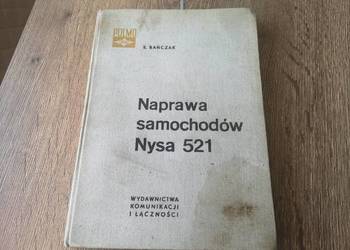 S. BAŃCZAK
Naprawa
samochodów
Nysa 521
WYDAWNICTWA
KOMUNIKACJI
I ŁĄCZNOŚCI